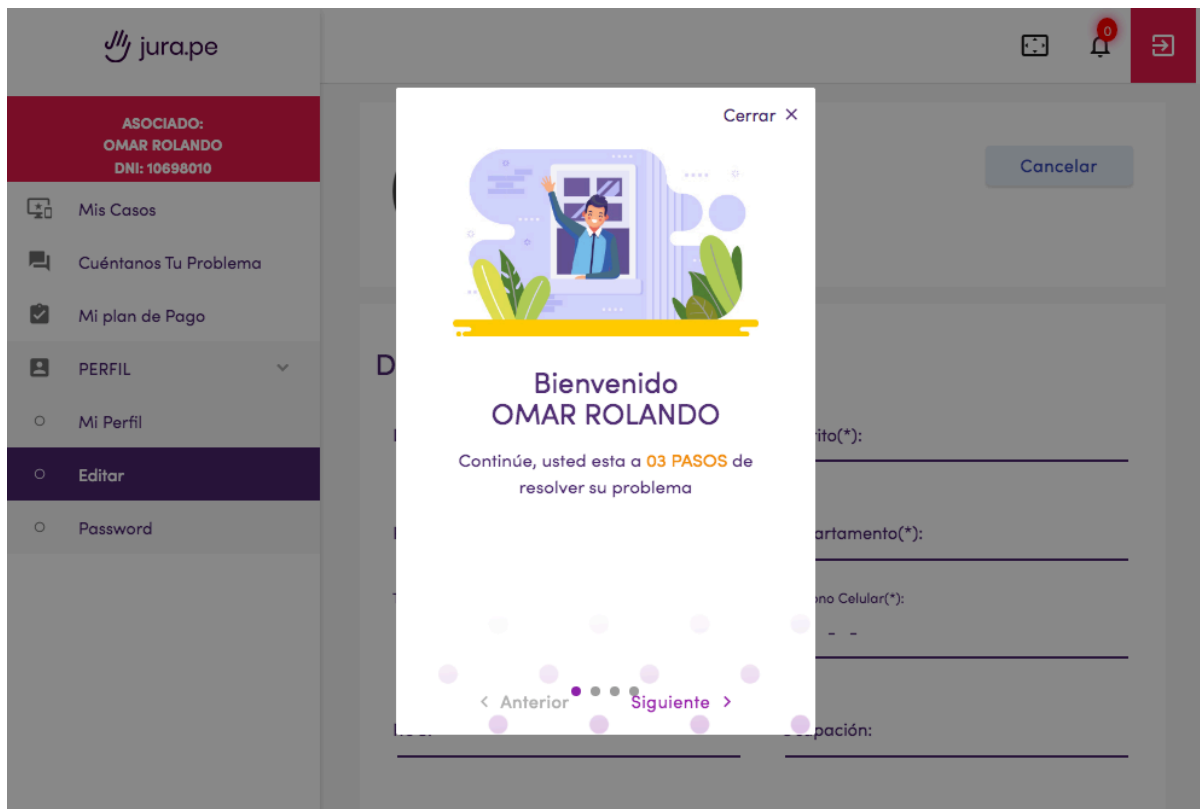 jura.pe
0
ASOCIADO:
OMAR ROLANDO
DNI: 10698010
Mis Casos
Cuéntanos Tu Problema
Mi plan de Pago
PERFIL
Mi Perfil
Editar
Password
Cancelar
Cerrar ×
Bienvenido
OMAR ROLANDO
Continúe, usted esta a 03 PASOS de
resolver su problema
< Anterior
Siguiente >
D
rito(*):
artamento(*):
ono Celular(*):
- -
pación: